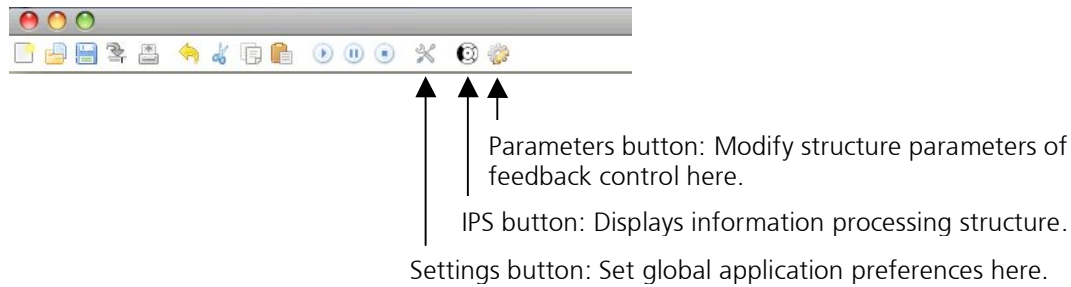 Parameters button: Modify structure parameters of
feedback control here.
IPS button: Displays information processing structure.
Settings button: Set global application preferences here.